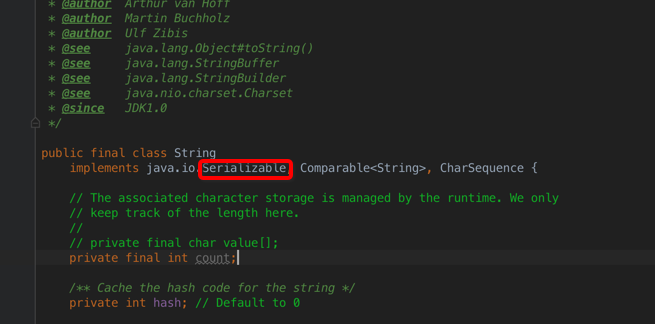 * @author Arthur van Hoff
* @author Martin Buchholz
* @author Ulf Zibis
* @see java.lang.Object#toString()
* @see java.lang.StringBuffer
* @see java.lang.StringBuilder
* @see java.nio.charset.Charset
* @since JDK1.0
*/
public final class String
implements java.io.Serializable, Comparable<String>, CharSequence {
// The associated character storage is managed by the runtime. We only
// keep track of the length here.
//
// private final char value[];
private final int count;
/** Cache the hash code for the string */
private int hash; // Default to 0